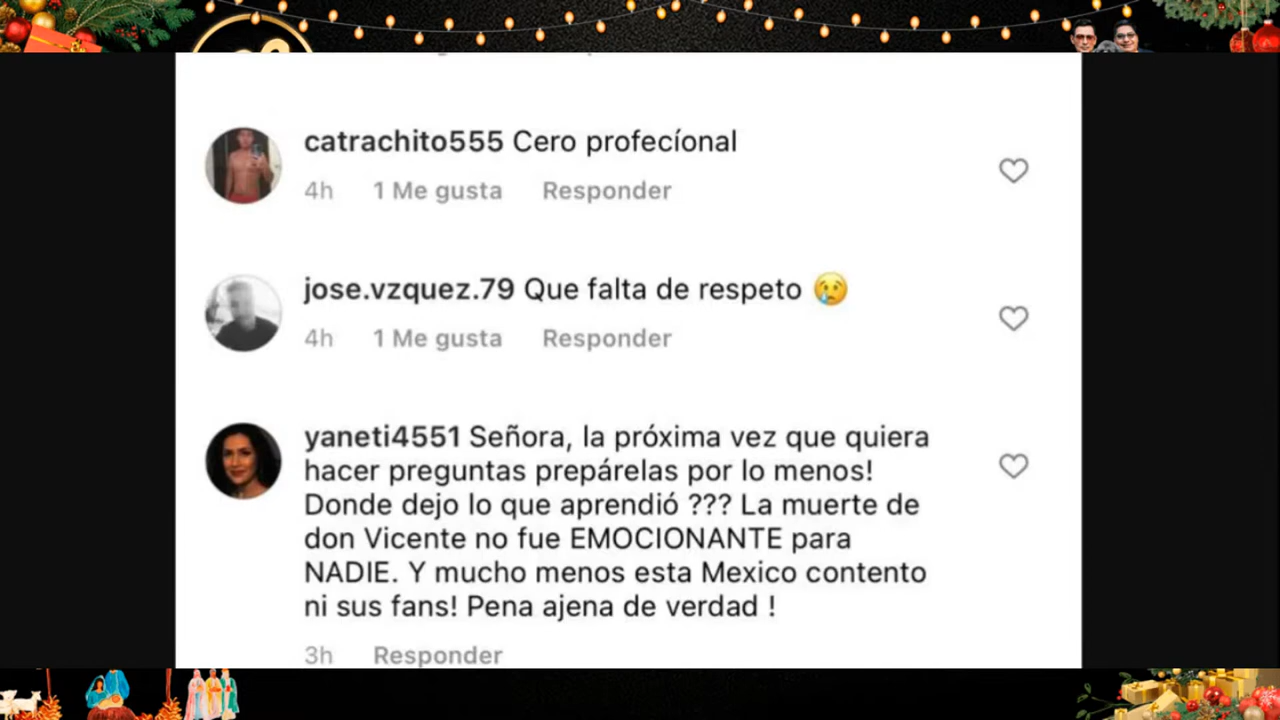 catrachito555 Cero profecíonal
4h 1 Me gusta Responder
jose.vzquez.79 Que falta de respeto 😢
4h 1 Me gusta Responder
yaneti4551 Señora, la próxima vez que quiera
hacer preguntas prepárelas por lo menos!
Donde dejo lo que aprendió ??? La muerte de
don Vicente no fue EMOCIONANTE para
NADIE. Y mucho menos esta Mexico contento
ni sus fans! Pena ajena de verdad !
3h Responder